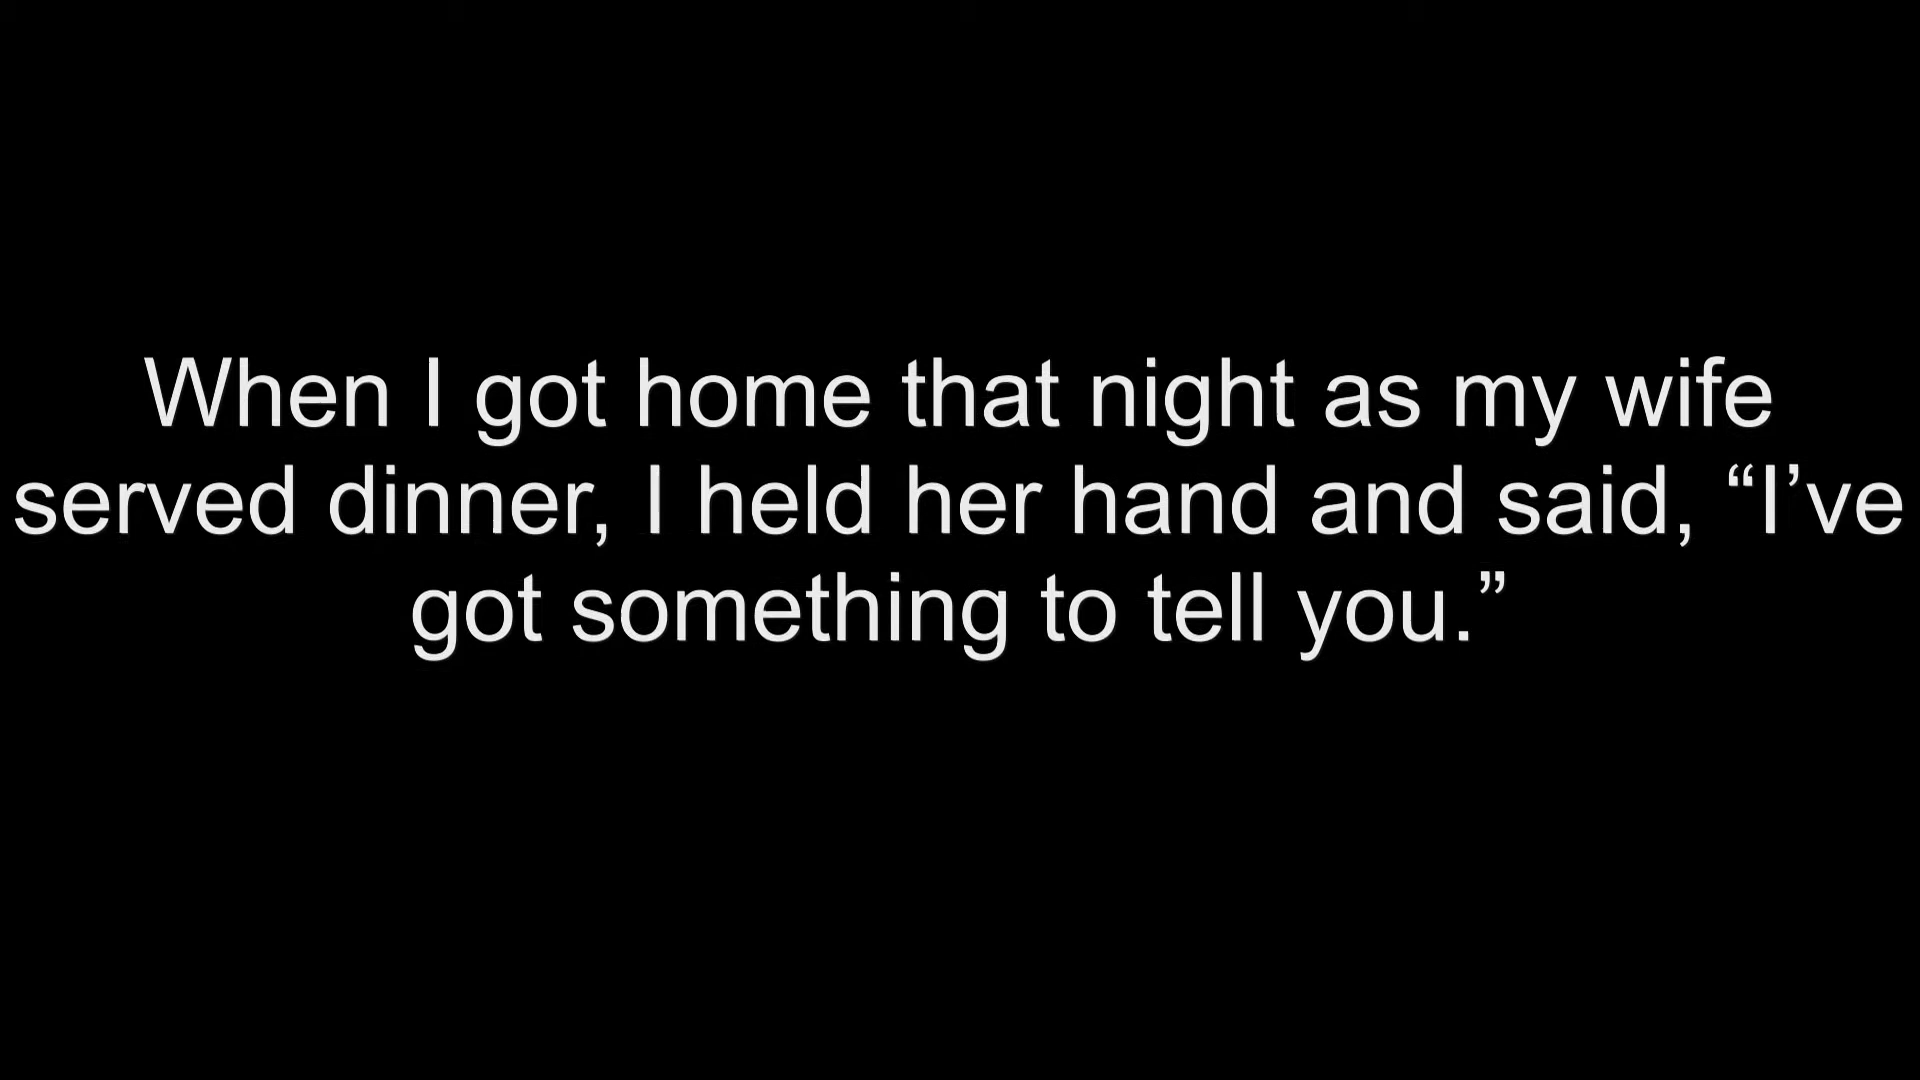 When I got home that night as my wife
served dinner, I held her hand and said, “I’ve
got something to tell you.”